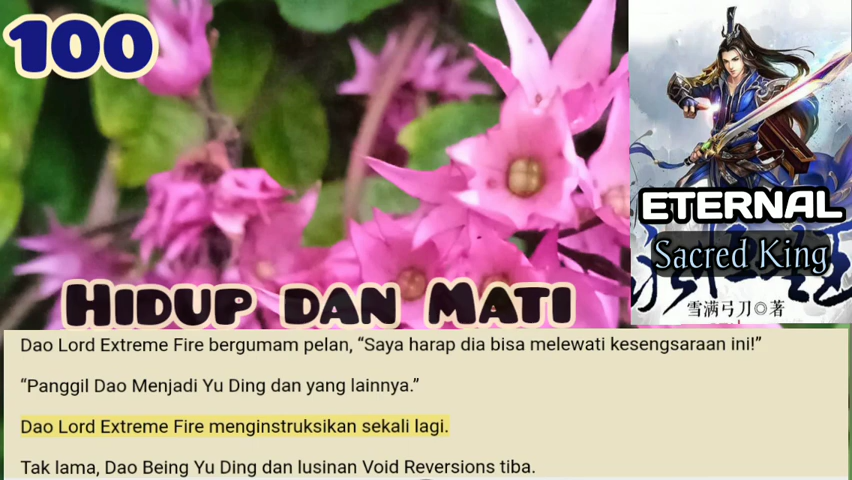 100
ETERNAL
Sacred King
雪满弓刀◎著
HIDUP DAN MATI
Dao Lord Extreme Fire bergumam pelan, “Saya harap dia bisa melewati kesengsaraan ini!”
“Panggil Dao Menjadi Yu Ding dan yang lainnya.”
Dao Lord Extreme Fire menginstruksikan sekali lagi.
Tak lama, Dao Being Yu Ding dan lusinan Void Reversions tiba.